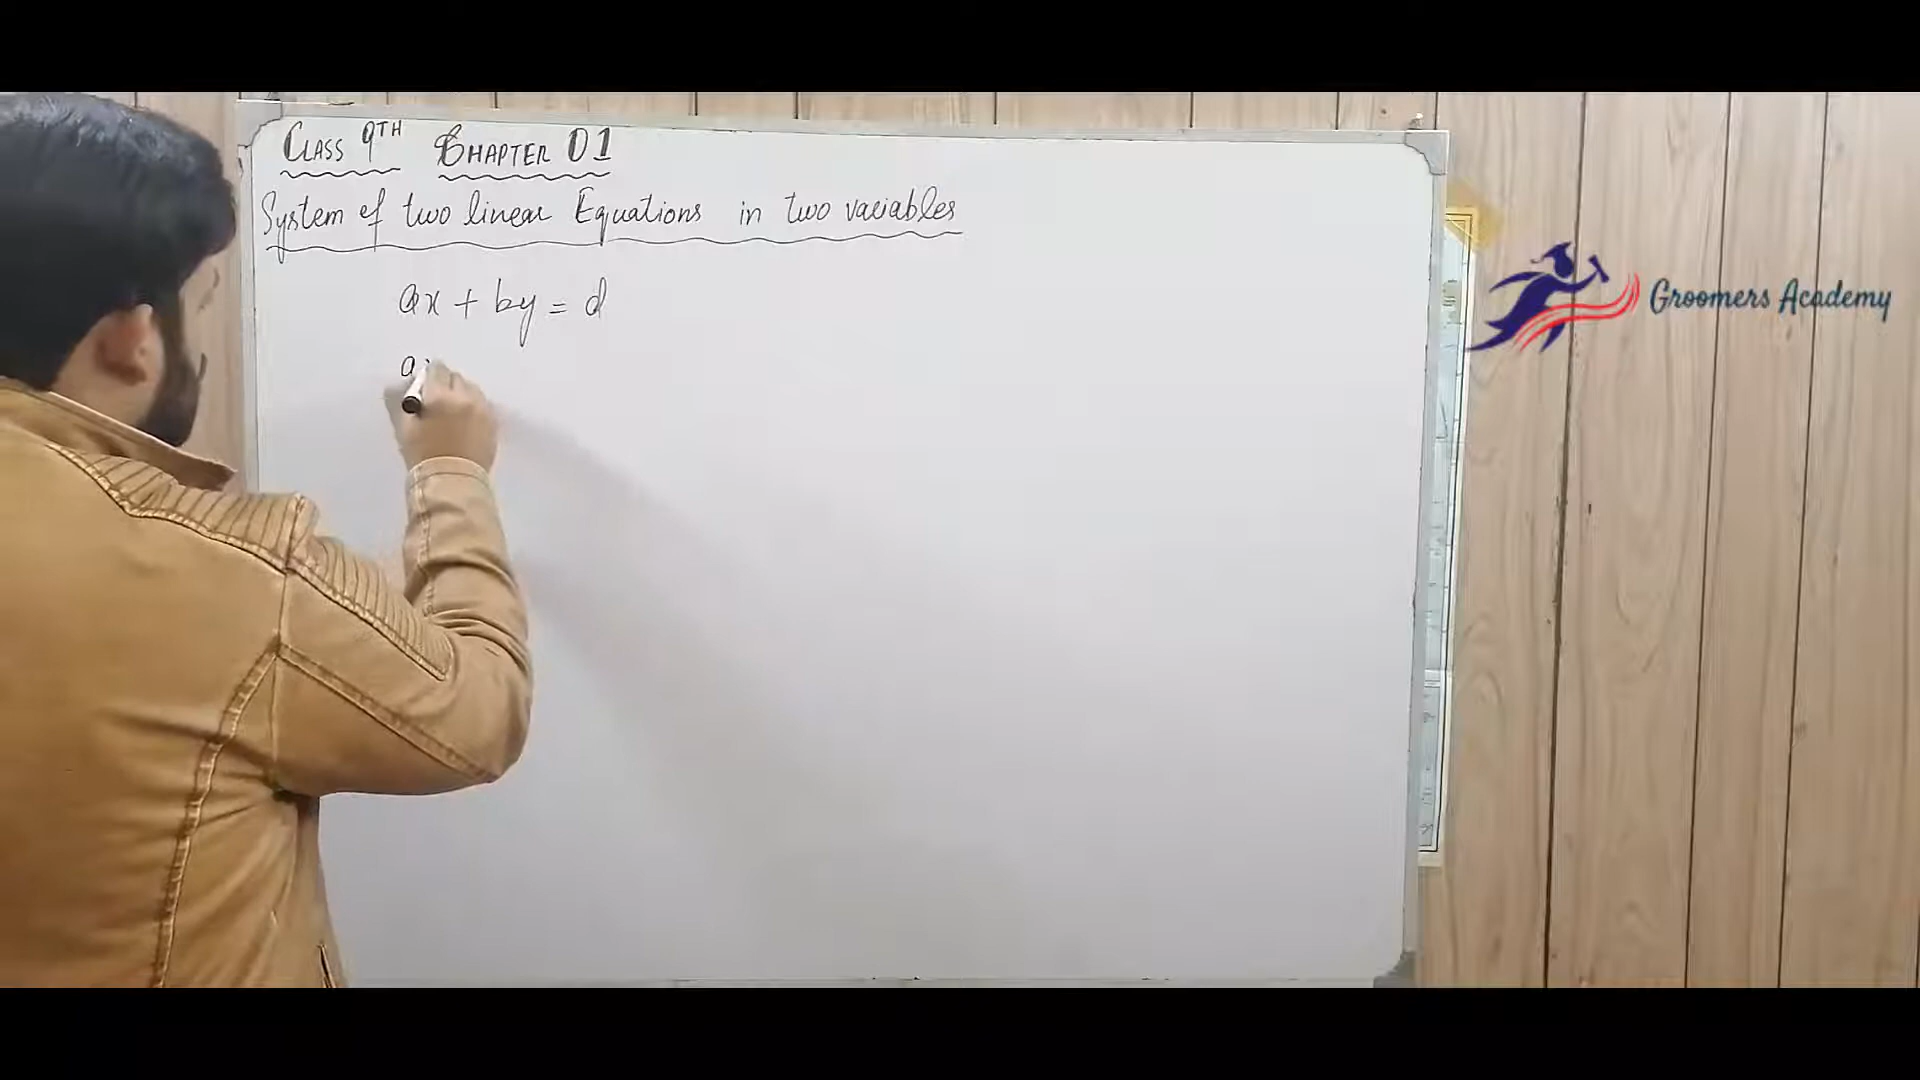 CLASS 9TH CHAPTER 01
System of two linear Equations in two variables
ax + by = d
a
Groomers Academy